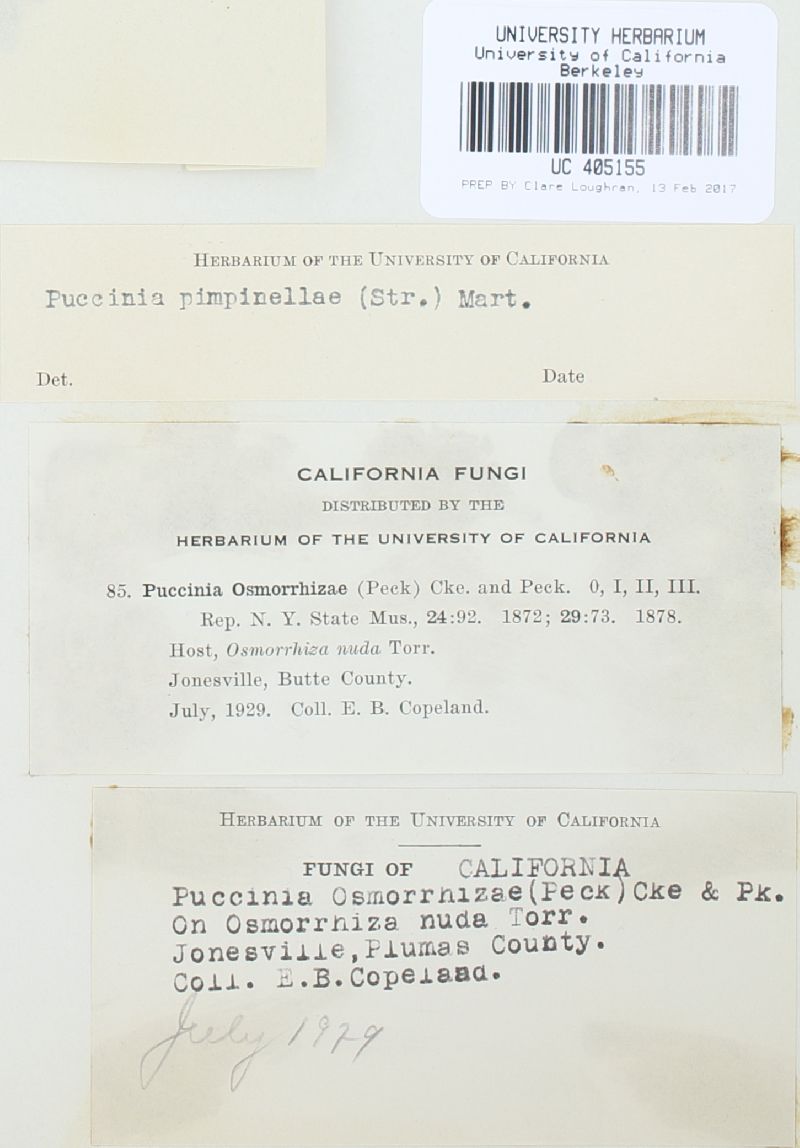 UNIVERSITY HERBARIUM
University of California
Berkeley
UC 405155
PREP BY Clare Loughran, 13 Feb 2017
HERBARIUM OF THE UNIVERSITY OF CALIFORNIA
Puccinia pimpinellae (Str.) Mart.
Det. Date
CALIFORNIA FUNGI
DISTRIBUTED BY THE
HERBARIUM OF THE UNIVERSITY OF CALIFORNIA
85. Puccinia Osmorrhizae (Peck) Cke. and Peck. 0, I, II, III.
Rep. N. Y. State Mus., 24:92. 1872; 29:73. 1878.
Host, Osmorrhiza nuda Torr.
Jonesville, Butte County.
July, 1929. Coll. E. B. Copeland.
HERBARIUM OF THE UNIVERSITY OF CALIFORNIA
FUNGI OF CALIFORNIA
Puccinia Osmorrhizae(Peck)Cke & Pk.
On Osmorrhiza nuda Torr.
Jonesville,Plumas County.
Coll. E.B.Copeland.
July 1929